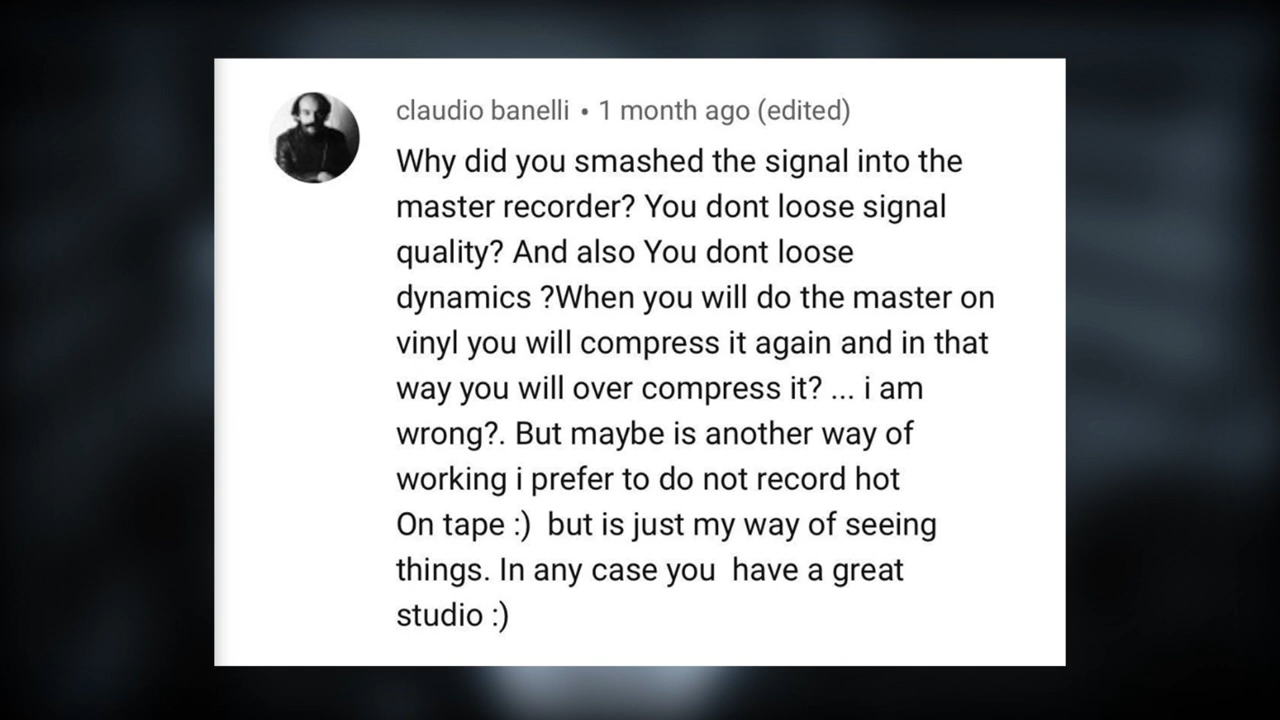 claudio banelli • 1 month ago (edited)
Why did you smashed the signal into the
master recorder? You dont loose signal
quality? And also You dont loose
dynamics ?When you will do the master on
vinyl you will compress it again and in that
way you will over compress it? ... i am
wrong?. But maybe is another way of
working i prefer to do not record hot
On tape :)  but is just my way of seeing
things. In any case you  have a great
studio :)